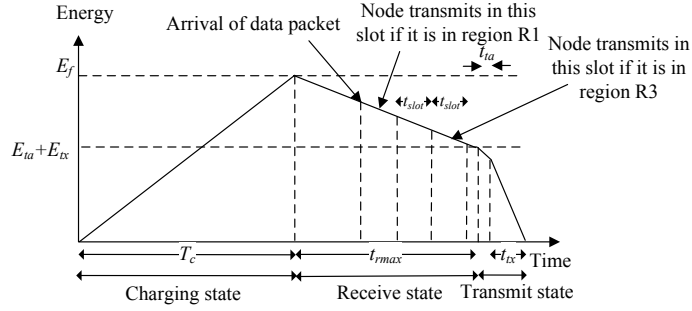 Energy
Arrival of data packet
Node transmits in this
slot if it is in region R1
Node transmits in
this slot if it is in
region R3
t_ta
E_f
t_slot
t_slot
E_ta+E_tx
T_c
t_rmax
t_tx
Time
Charging state
Receive state
Transmit state